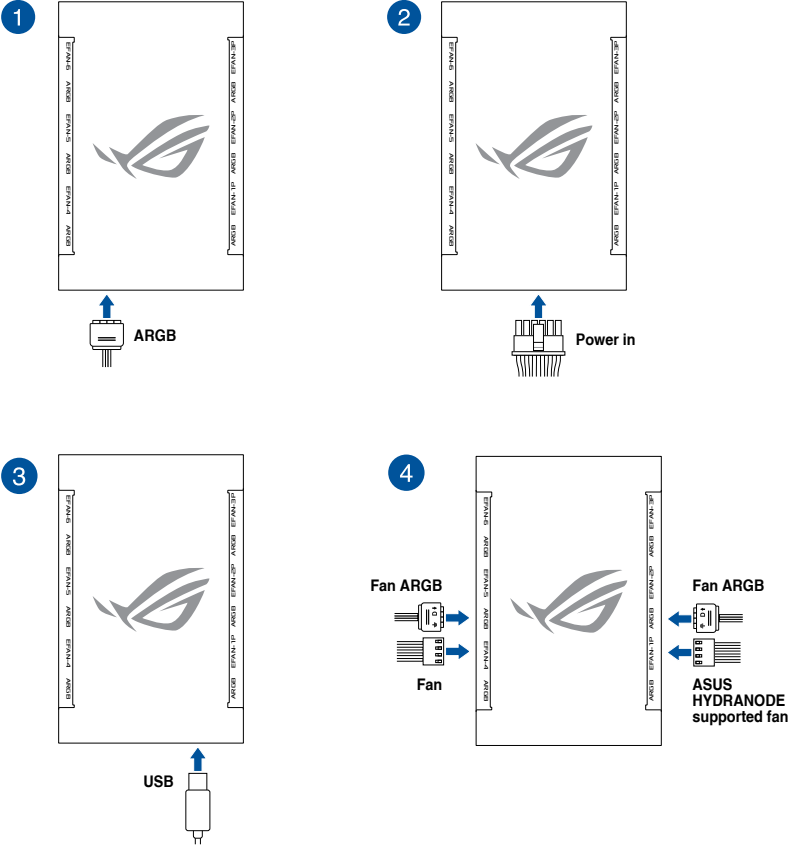 1
EFAN-6 ARGB EFAN-5 ARGB EFAN-4 ARGB
EFAN-3P ARGB EFAN-2P ARGB EFAN-1P ARGB
ARGB
2
EFAN-6 ARGB EFAN-5 ARGB EFAN-4 ARGB
EFAN-3P ARGB EFAN-2P ARGB EFAN-1P ARGB
Power in
3
EFAN-6 ARGB EFAN-5 ARGB EFAN-4 ARGB
EFAN-3P ARGB EFAN-2P ARGB EFAN-1P ARGB
USB
4
EFAN-6 ARGB EFAN-5 ARGB EFAN-4 ARGB
EFAN-3P ARGB EFAN-2P ARGB EFAN-1P ARGB
Fan ARGB
Fan
Fan ARGB
ASUS
HYDRANODE
supported fan